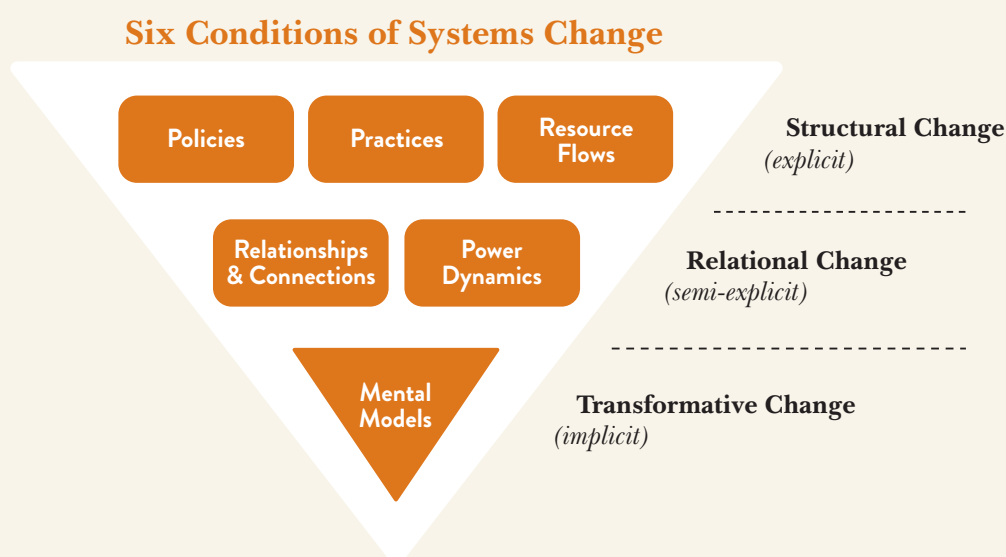 Six Conditions of Systems Change
Policies
Practices
Resource
Flows
Structural Change
(explicit)
Relationships
& Connections
Power
Dynamics
Relational Change
(semi-explicit)
Mental
Models
Transformative Change
(implicit)